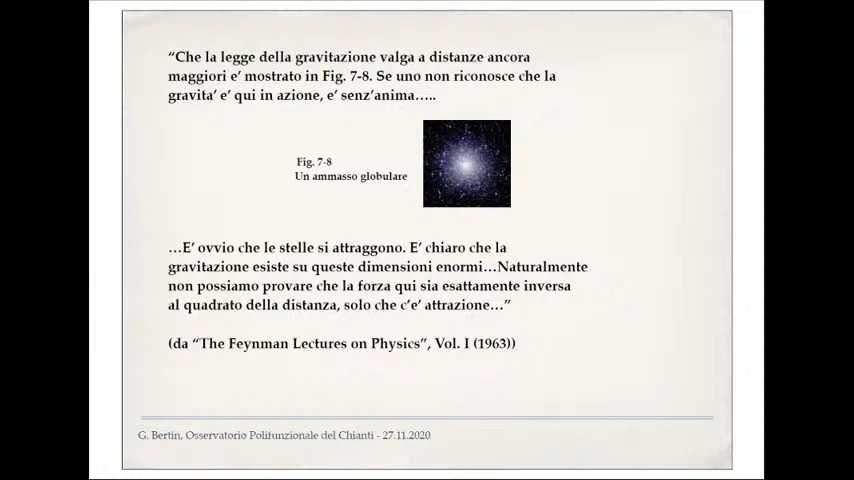 “Che la legge della gravitazione valga a distanze ancora
maggiori e’ mostrato in Fig. 7-8. Se uno non riconosce che la
gravita’ e’ qui in azione, e’ senz’anima…..
Fig. 7-8
Un ammasso globulare
…E’ ovvio che le stelle si attraggono. E’ chiaro che la
gravitazione esiste su queste dimensioni enormi…Naturalmente
non possiamo provare che la forza qui sia esattamente inversa
al quadrato della distanza, solo che c’e’ attrazione…”
(da “The Feynman Lectures on Physics”, Vol. I (1963))
G. Bertin, Osservatorio Polifunzionale del Chianti - 27.11.2020